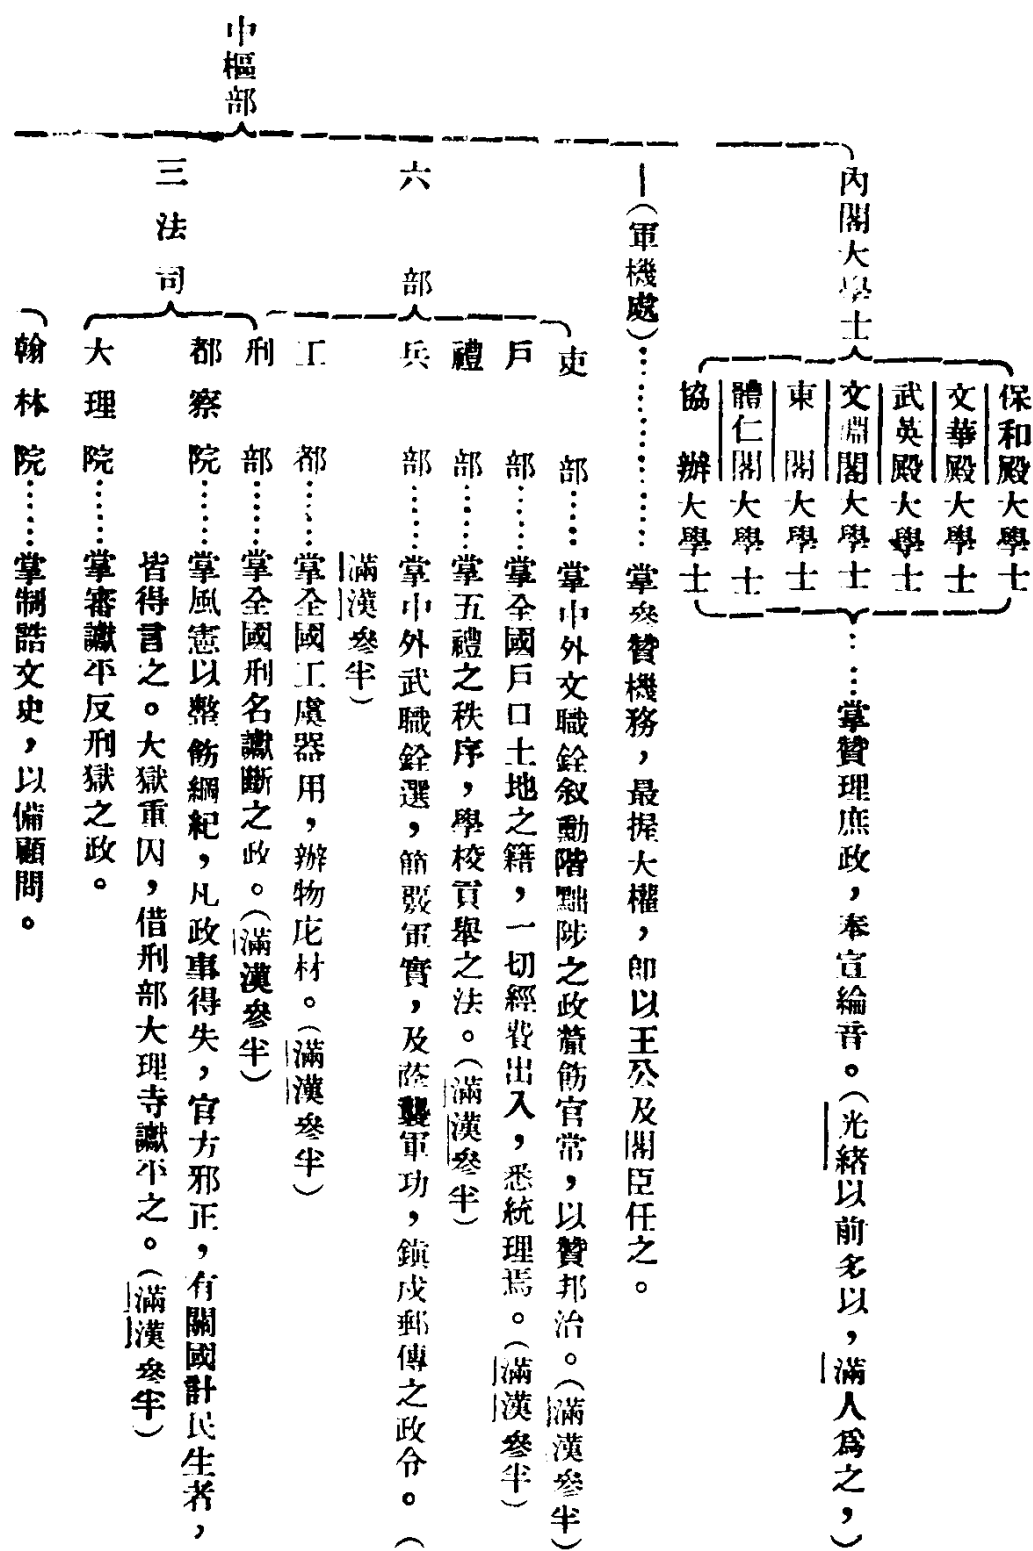 中樞部
內閣大學士
保和殿大學士
文華殿大學士
武英殿大學士
文淵閣大學士
東閣大學士
體仁閣大學士
協辦大學士
……掌贊理庶政，奉宣綸音。（光緒以前多以，滿人爲之，）
（軍機處）…………掌參贊機務，最握大權，卽以王公及閣臣任之。
六部
吏部……掌中外文職銓敘勳階黜陟之政釐飭官常，以贊邦治。（滿漢參半）
戶部……掌全國戶口土地之籍，一切經費出入，悉統理焉。（滿漢參半）
禮部……掌五禮之秩序，學校貢舉之法。（滿漢參半）
兵部……掌中外武職銓選，簡覈軍實，及蔭襲軍功，鎮戍郵傳之政令。（
滿漢參半）
工部……掌全國工虞器用，辦物庀材。（滿漢參半）
三法司
刑部……掌全國刑名讞斷之政。（滿漢參半）
都察院……掌風憲以整飭綱紀，凡政事得失，官方邪正，有關國計民生者，
皆得言之。大獄重囚，借刑部大理寺讞平之。（滿漢參半）
大理院……掌審讞平反刑獄之政。
翰林院……掌制誥文史，以備顧問。